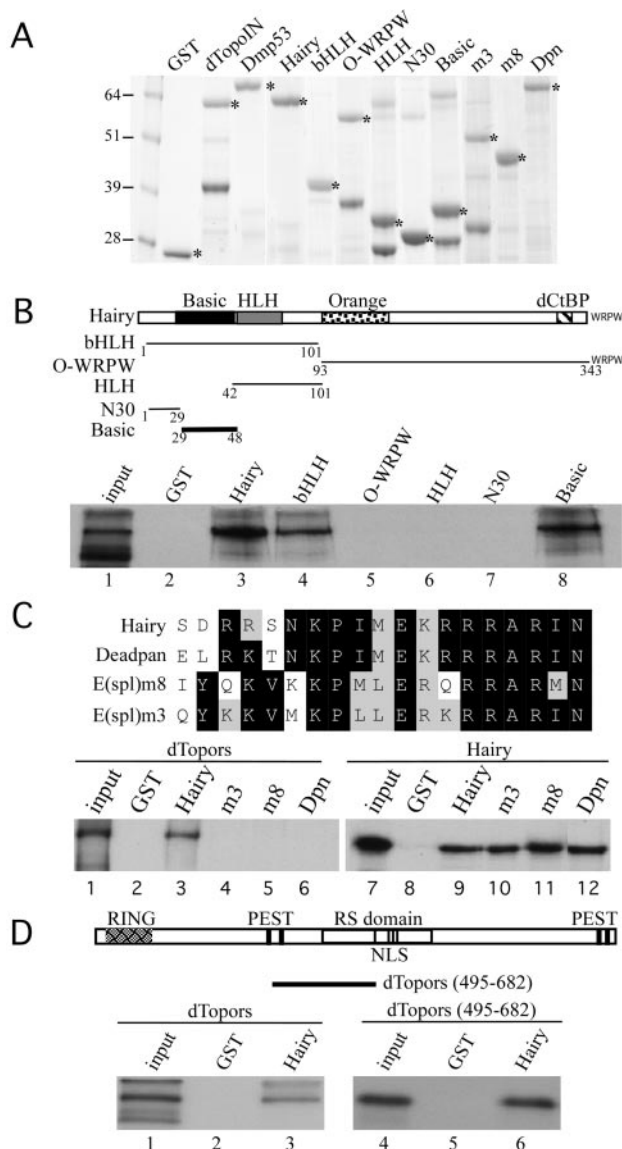 A
GST dTopoIN Dmp53 Hairy bHLH O-WRPW HLH N30 Basic m3 m8 Dpn
64
51
39
28
* * * * * * * * * * * *
B
Basic HLH Orange dCtBP
Hairy WRPW
bHLH 1 101
O-WRPW 93 343 WRPW
HLH 42 101
N30 1 29
Basic 29 48
input GST Hairy bHLH O-WRPW HLH N30 Basic
1 2 3 4 5 6 7 8
C
Hairy S D R R S N K P I M E K R R R A R I N
Deadpan E L R K T N K P I M E K R R R A R I N
E(spl)m8 I Y Q K V K K P M L E R Q R R A R M N
E(spl)m3 Q Y K K V M K P L L E R K R R A R I N
dTopors Hairy
input GST Hairy m3 m8 Dpn input GST Hairy m3 m8 Dpn
1 2 3 4 5 6 7 8 9 10 11 12
D
RING PEST RS domain PEST
NLS
dTopors (495-682)
dTopors dTopors (495-682)
input GST Hairy input GST Hairy
1 2 3 4 5 6